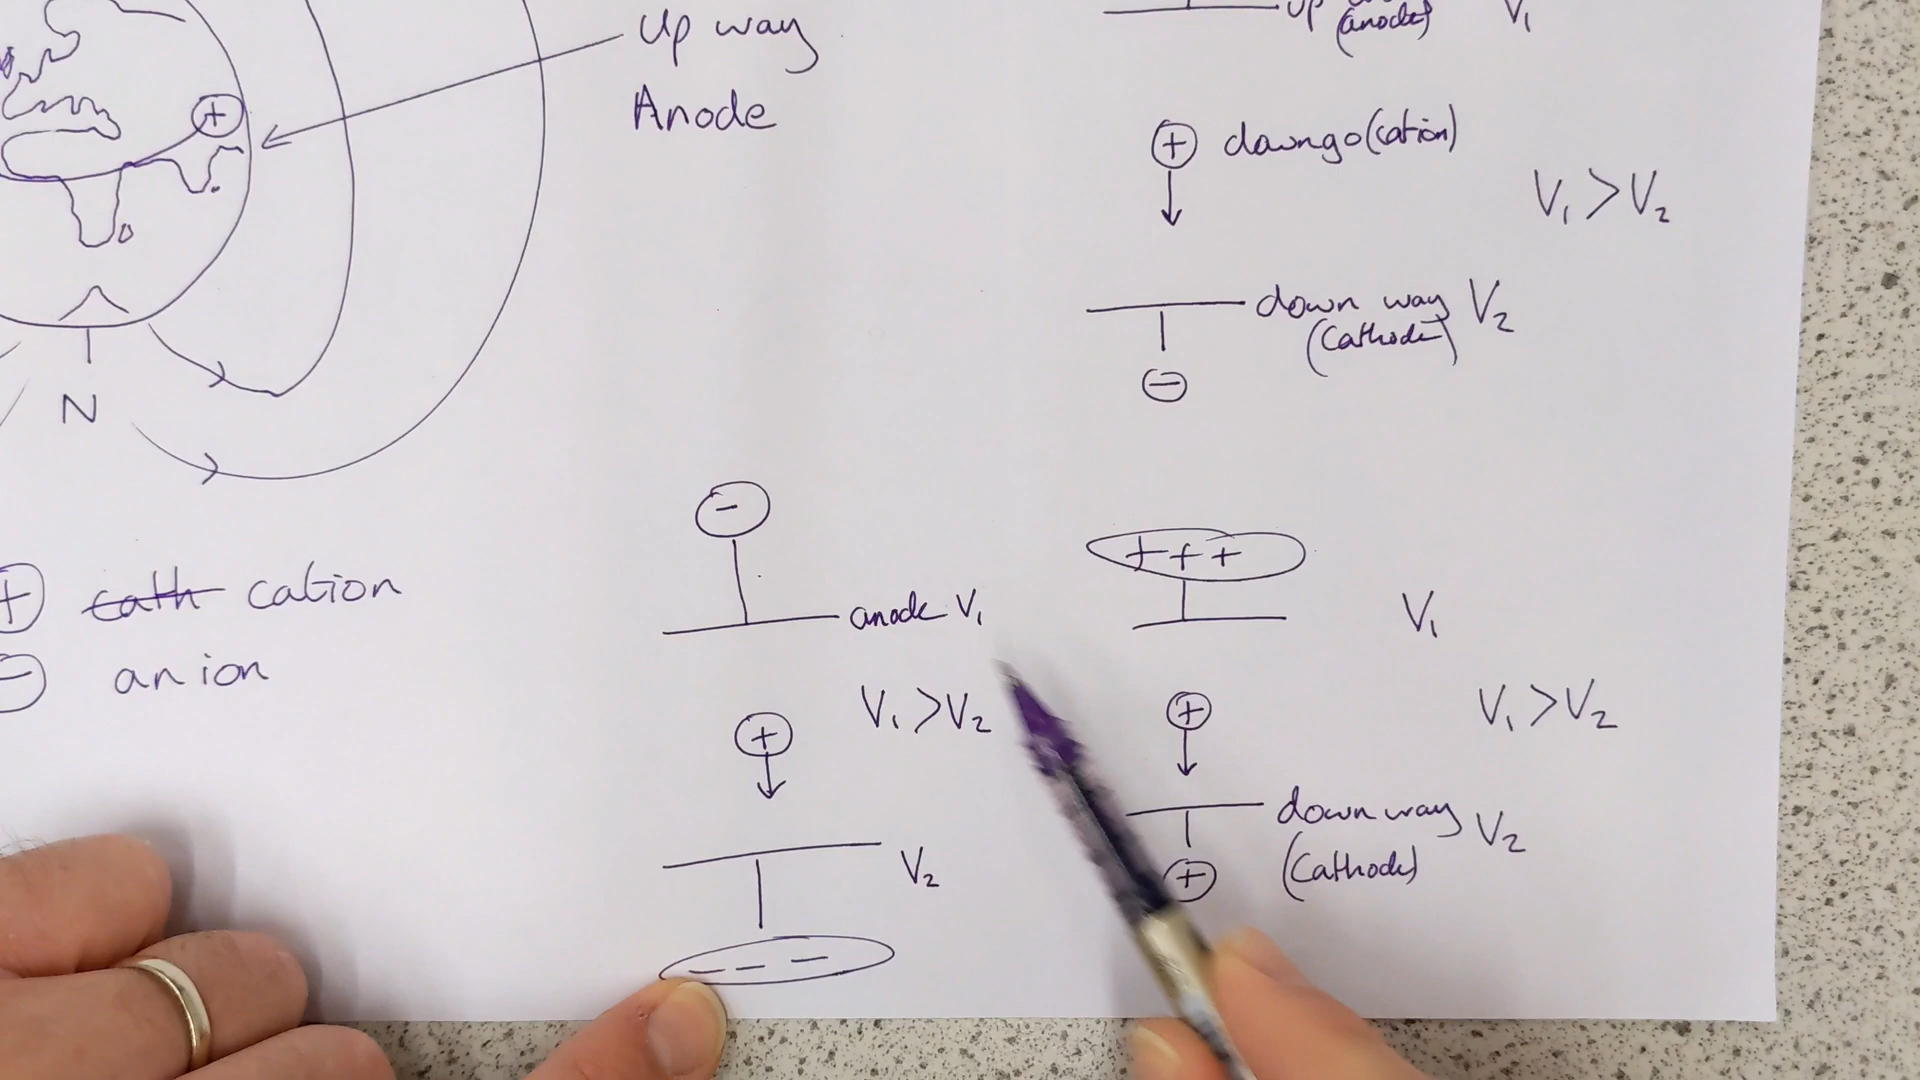 Up way
Anode
+
N
+ cath cation
- anion
up
(anode) V1
+ downgo (cation)
V1 > V2
down way V2
(Cathode)
-
-
anode V1
+
V1 > V2
V2
- - -
+ + +
V1
+
V1 > V2
down way V2
(Cathode)
+